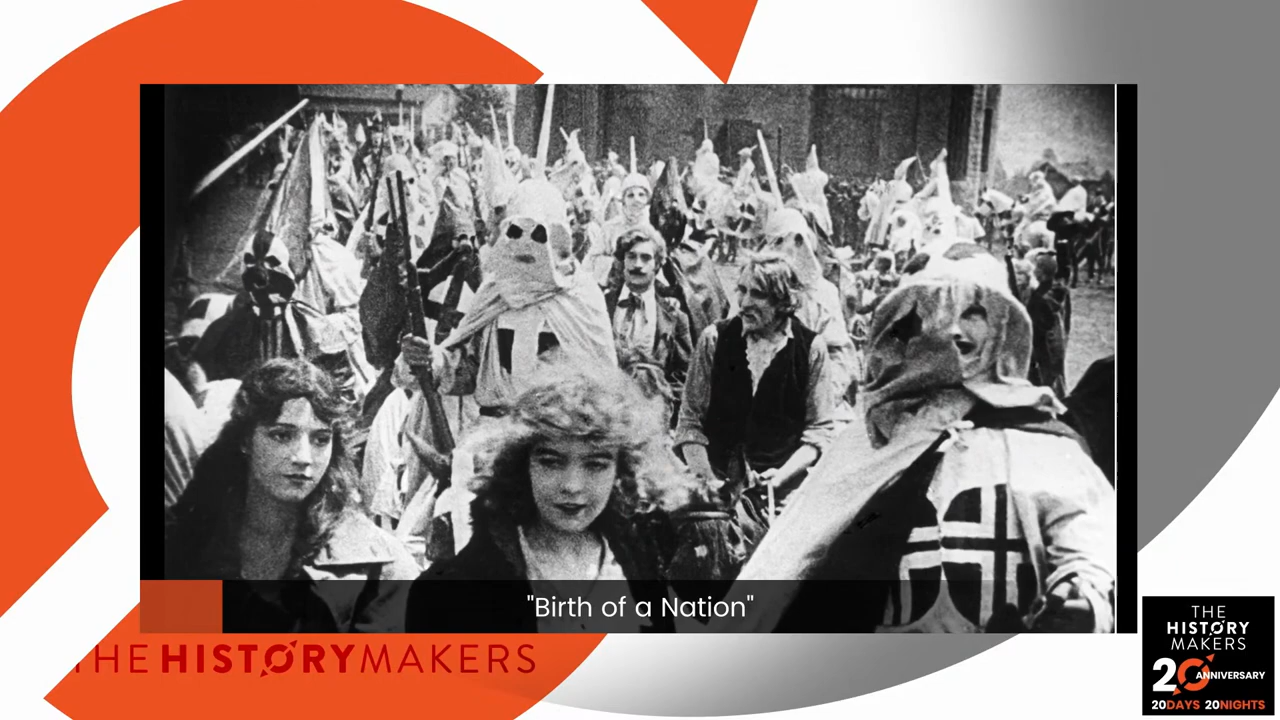 "Birth of a Nation"
THE HISTORYMAKERS
THE
HISTORY
MAKERS
20 ANNIVERSARY
20DAYS 20NIGHTS